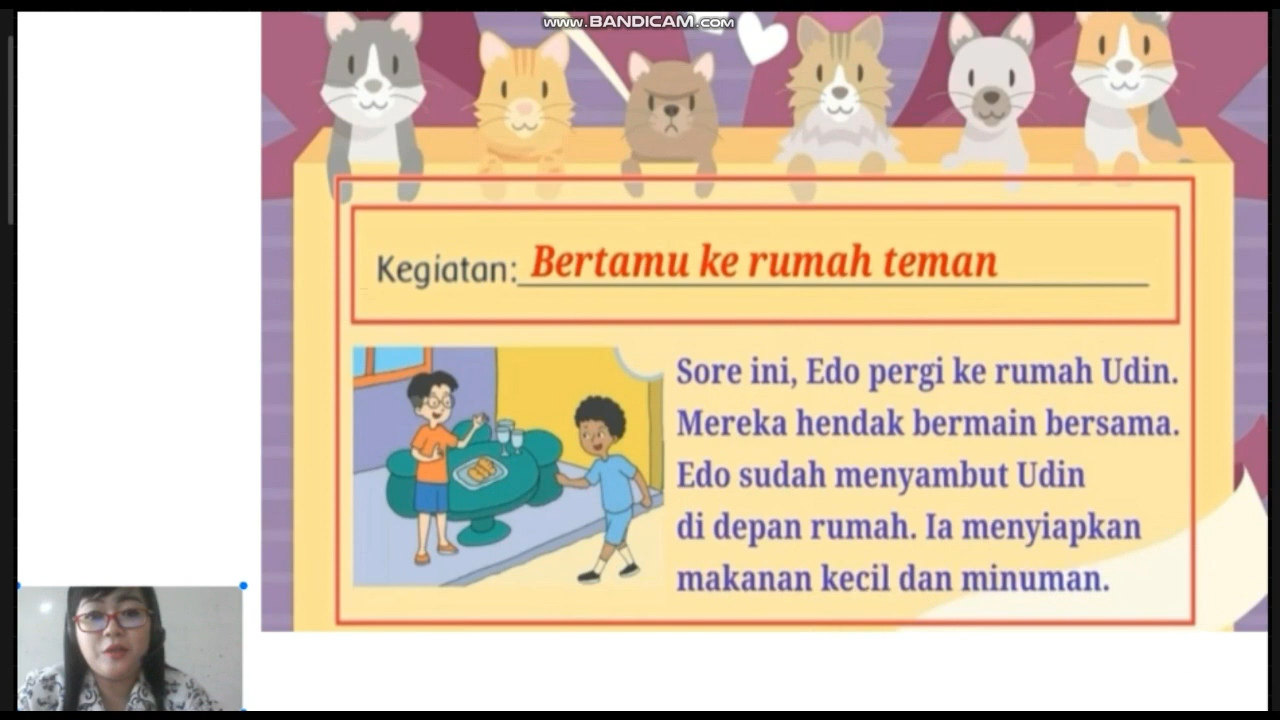 www.BANDICAM.com
Kegiatan: Bertamu ke rumah teman
Sore ini, Edo pergi ke rumah Udin.
Mereka hendak bermain bersama.
Edo sudah menyambut Udin
di depan rumah. Ia menyiapkan
makanan kecil dan minuman.